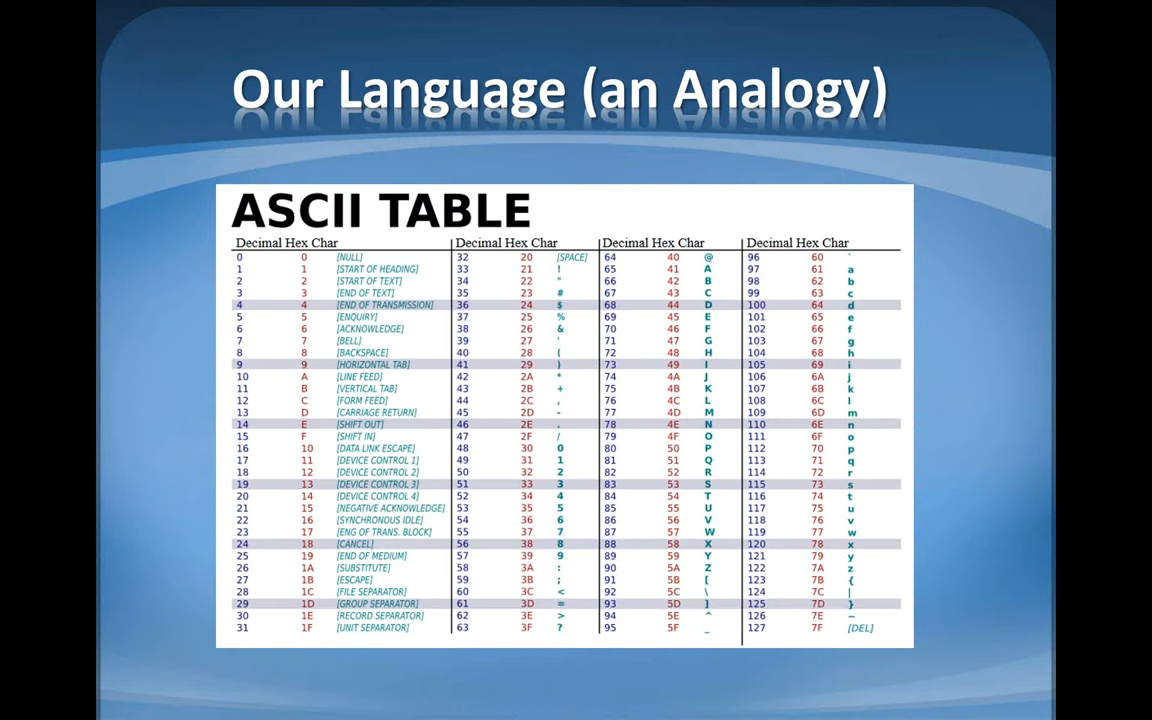 Our Language (an Analogy)
ASCII TABLE
Decimal Hex Char Decimal Hex Char Decimal Hex Char Decimal Hex Char
0 0 [NULL] 32 20 [SPACE] 64 40 @ 96 60 `
1 1 [START OF HEADING] 33 21 ! 65 41 A 97 61 a
2 2 [START OF TEXT] 34 22 " 66 42 B 98 62 b
3 3 [END OF TEXT] 35 23 # 67 43 C 99 63 c
4 4 [END OF TRANSMISSION] 36 24 $ 68 44 D 100 64 d
5 5 [ENQUIRY] 37 25 % 69 45 E 101 65 e
6 6 [ACKNOWLEDGE] 38 26 & 70 46 F 102 66 f
7 7 [BELL] 39 27 ' 71 47 G 103 67 g
8 8 [BACKSPACE] 40 28 ( 72 48 H 104 68 h
9 9 [HORIZONTAL TAB] 41 29 ) 73 49 I 105 69 i
10 A [LINE FEED] 42 2A * 74 4A J 106 6A j
11 B [VERTICAL TAB] 43 2B + 75 4B K 107 6B k
12 C [FORM FEED] 44 2C , 76 4C L 108 6C l
13 D [CARRIAGE RETURN] 45 2D - 77 4D M 109 6D m
14 E [SHIFT OUT] 46 2E . 78 4E N 110 6E n
15 F [SHIFT IN] 47 2F / 79 4F O 111 6F o
16 10 [DATA LINK ESCAPE] 48 30 0 80 50 P 112 70 p
17 11 [DEVICE CONTROL 1] 49 31 1 81 51 Q 113 71 q
18 12 [DEVICE CONTROL 2] 50 32 2 82 52 R 114 72 r
19 13 [DEVICE CONTROL 3] 51 33 3 83 53 S 115 73 s
20 14 [DEVICE CONTROL 4] 52 34 4 84 54 T 116 74 t
21 15 [NEGATIVE ACKNOWLEDGE] 53 35 5 85 55 U 117 75 u
22 16 [SYNCHRONOUS IDLE] 54 36 6 86 56 V 118 76 v
23 17 [ENG OF TRANS. BLOCK] 55 37 7 87 57 W 119 77 w
24 18 [CANCEL] 56 38 8 88 58 X 120 78 x
25 19 [END OF MEDIUM] 57 39 9 89 59 Y 121 79 y
26 1A [SUBSTITUTE] 58 3A : 90 5A Z 122 7A z
27 1B [ESCAPE] 59 3B ; 91 5B [ 123 7B {
28 1C [FILE SEPARATOR] 60 3C < 92 5C \ 124 7C |
29 1D [GROUP SEPARATOR] 61 3D = 93 5D ] 125 7D }
30 1E [RECORD SEPARATOR] 62 3E > 94 5E ^ 126 7E ~
31 1F [UNIT SEPARATOR] 63 3F ? 95 5F _ 127 7F [DEL]